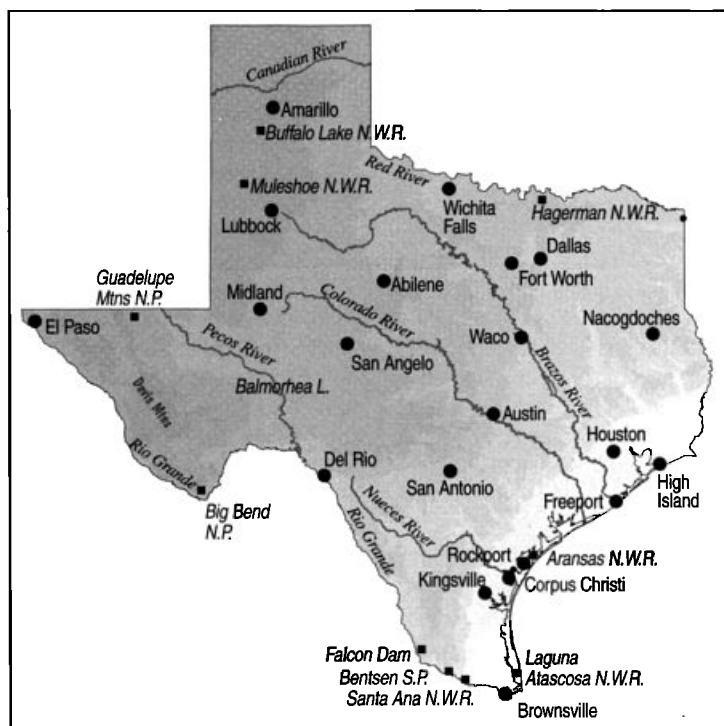 Canadian River
Amarillo
Buffalo Lake N.W.R.
Red River
Muleshoe N.W.R.
Wichita
Falls
Hagerman N.W.R.
Lubbock
Dallas
Fort Worth
Guadelupe
Mtns N.P.
Midland
Colorado River
Abilene
El Paso
Pecos River
San Angelo
Waco
Brazos River
Nacogdoches
Davis Mtns
Balmorhea L.
Austin
Houston
Rio Grande
Del Rio
San Antonio
High
Island
Big Bend
N.P.
Rio Grande
Nueces River
Freeport
Rockport
Aransas N.W.R.
Kingsville
Corpus Christi
Falcon Dam
Bentsen S.P.
Santa Ana N.W.R.
Laguna
Atascosa N.W.R.
Brownsville